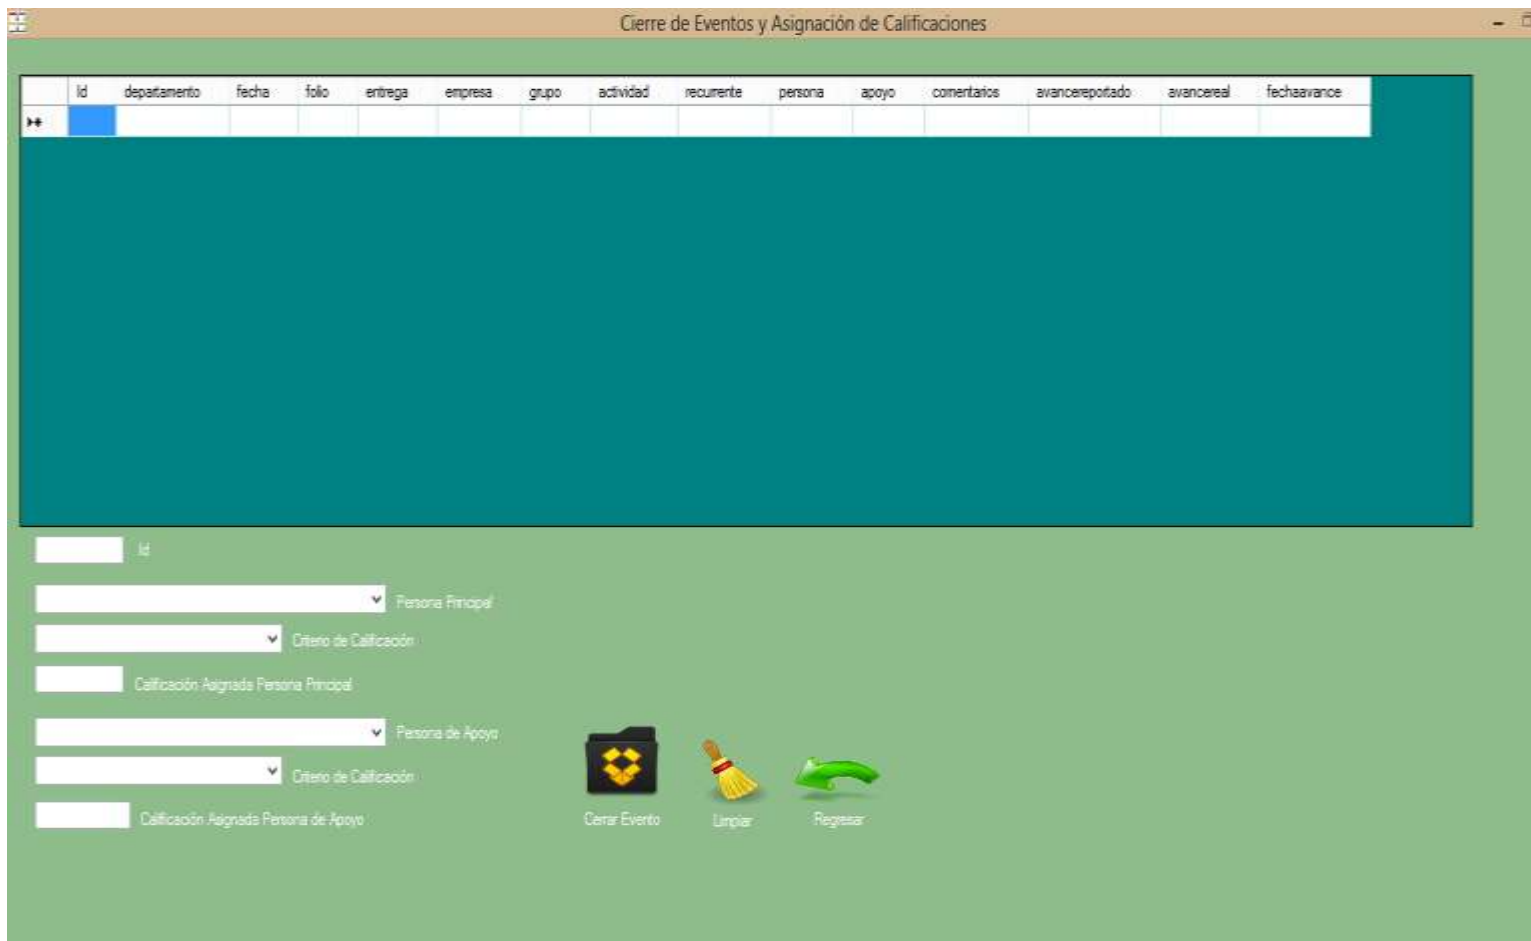 Cierre de Eventos y Asignación de Calificaciones
Id departamento fecha folio entrega empresa grupo actividad recurrente persona apoyo comentarios avancereportado avancereal fechaavance
Id
Persona Principal
Criterio de Calificación
Calificación Asignada Persona Principal
Persona de Apoyo
Criterio de Calificación
Calificación Asignada Persona de Apoyo
Cerrar Evento Limpiar Regresar